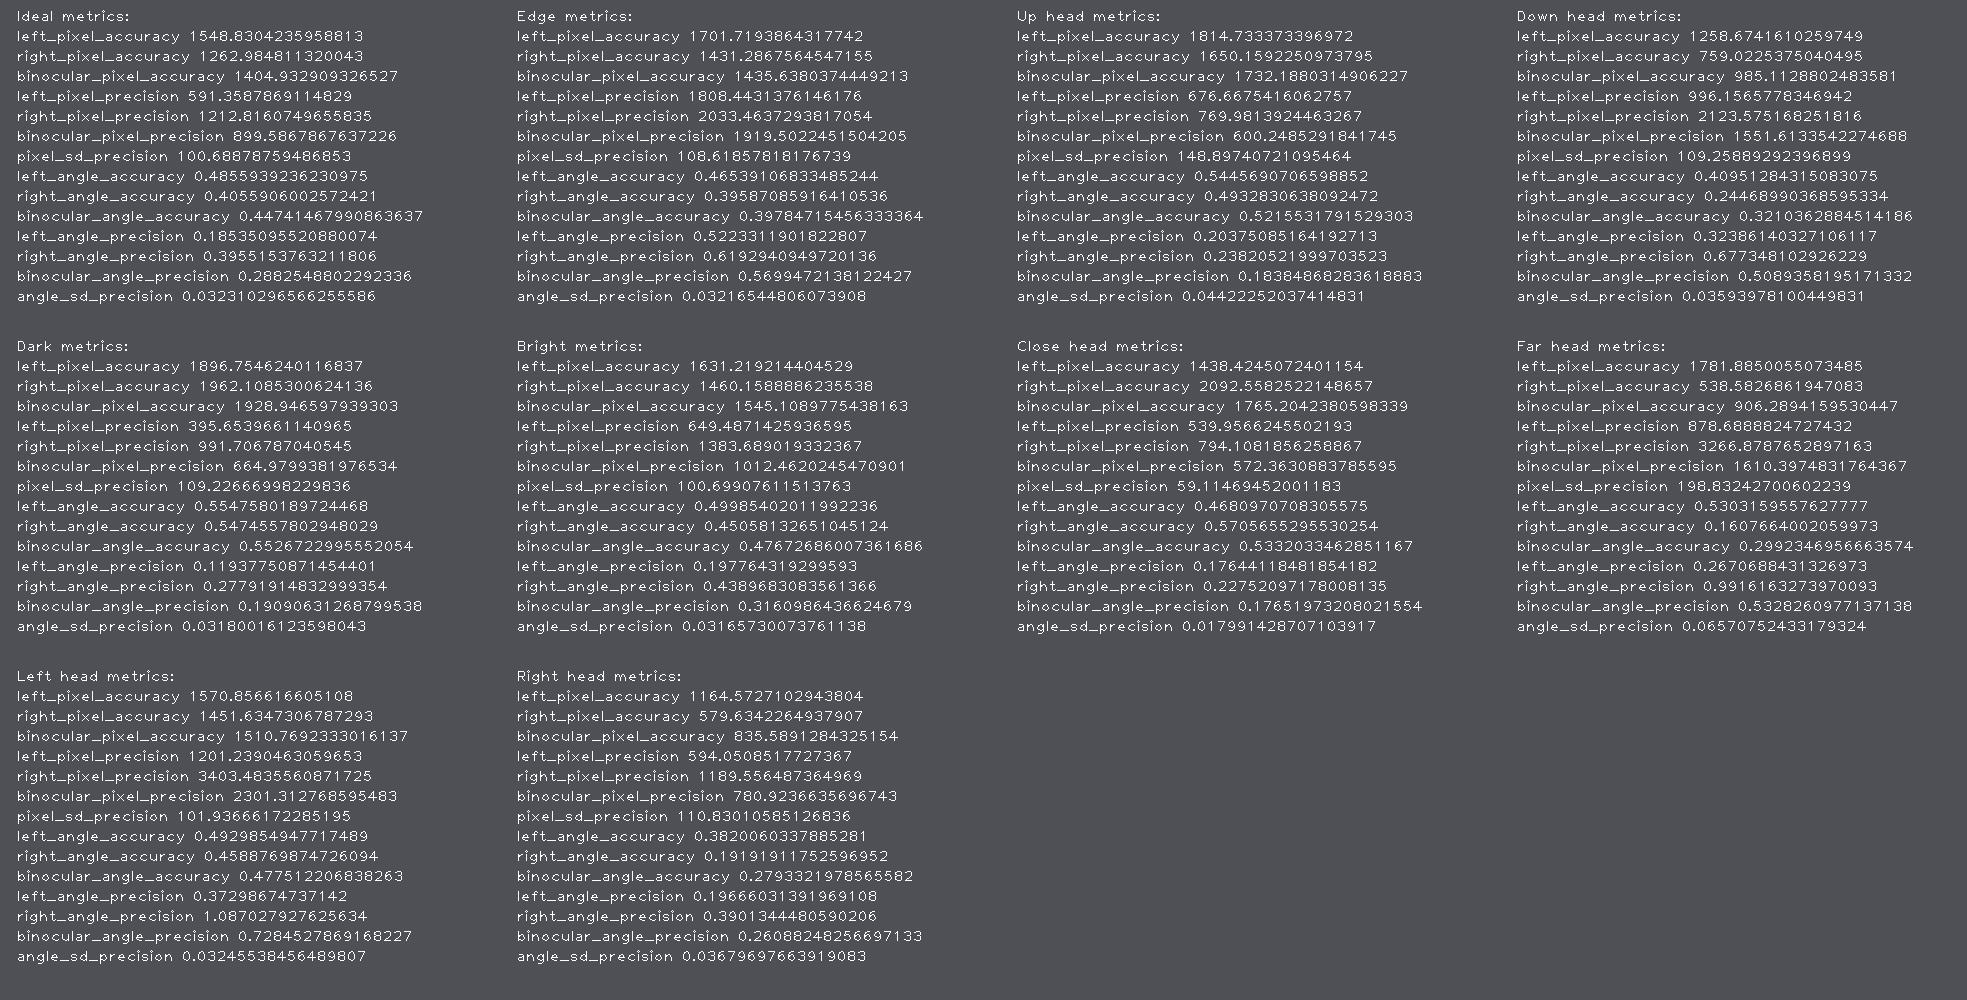 Ideal metrics:
left_pixel_accuracy 1548.8304235958813
right_pixel_accuracy 1262.984811320043
binocular_pixel_accuracy 1404.932909326527
left_pixel_precision 591.3587869114829
right_pixel_precision 1212.8160749655835
binocular_pixel_precision 899.5867867637226
pixel_sd_precision 100.68878759486853
left_angle_accuracy 0.4855939236230975
right_angle_accuracy 0.4055906002572421
binocular_angle_accuracy 0.44741467990863637
left_angle_precision 0.18535095520880074
right_angle_precision 0.3955153763211806
binocular_angle_precision 0.2882548802292336
angle_sd_precision 0.032310296566255586
Edge metrics:
left_pixel_accuracy 1701.7193864317742
right_pixel_accuracy 1431.2867564547155
binocular_pixel_accuracy 1435.6380374449213
left_pixel_precision 1808.4431376146176
right_pixel_precision 2033.4637293817054
binocular_pixel_precision 1919.5022451504205
pixel_sd_precision 108.61857818176739
left_angle_accuracy 0.46539106833485244
right_angle_accuracy 0.39587085916410536
binocular_angle_accuracy 0.39784715456333364
left_angle_precision 0.5223311901822807
right_angle_precision 0.6192940949720136
binocular_angle_precision 0.5699472138122427
angle_sd_precision 0.03216544806073908
Up head metrics:
left_pixel_accuracy 1814.733373396972
right_pixel_accuracy 1650.1592250973795
binocular_pixel_accuracy 1732.1880314906227
left_pixel_precision 676.6675416062757
right_pixel_precision 769.9813924463267
binocular_pixel_precision 600.2485291841745
pixel_sd_precision 148.89740721095464
left_angle_accuracy 0.5445690706598852
right_angle_accuracy 0.4932830638092472
binocular_angle_accuracy 0.5215531791529303
left_angle_precision 0.20375085164192713
right_angle_precision 0.23820521999703523
binocular_angle_precision 0.18384868283618883
angle_sd_precision 0.04422252037414831
Down head metrics:
left_pixel_accuracy 1258.6741610259749
right_pixel_accuracy 759.0225375040495
binocular_pixel_accuracy 985.1128802483581
left_pixel_precision 996.1565778346942
right_pixel_precision 2123.575168251816
binocular_pixel_precision 1551.6133542274688
pixel_sd_precision 109.25889292396899
left_angle_accuracy 0.40951284315083075
right_angle_accuracy 0.24468990368595334
binocular_angle_accuracy 0.3210362884514186
left_angle_precision 0.32386140327106117
right_angle_precision 0.677348102926229
binocular_angle_precision 0.5089358195171332
angle_sd_precision 0.03593978100449831
Dark metrics:
left_pixel_accuracy 1896.7546240116837
right_pixel_accuracy 1962.1085300624136
binocular_pixel_accuracy 1928.946597939303
left_pixel_precision 395.6539661140965
right_pixel_precision 991.706787040545
binocular_pixel_precision 664.9799381976534
pixel_sd_precision 109.22666998229836
left_angle_accuracy 0.5547580189724468
right_angle_accuracy 0.5474557802948029
binocular_angle_accuracy 0.5526722995552054
left_angle_precision 0.11937750871454401
right_angle_precision 0.27791914832999354
binocular_angle_precision 0.19090631268799538
angle_sd_precision 0.03180016123598043
Bright metrics:
left_pixel_accuracy 1631.219214404529
right_pixel_accuracy 1460.1588886235538
binocular_pixel_accuracy 1545.1089775438163
left_pixel_precision 649.4871425936595
right_pixel_precision 1383.689019332367
binocular_pixel_precision 1012.4620245470901
pixel_sd_precision 100.69907611513763
left_angle_accuracy 0.49985402011992236
right_angle_accuracy 0.45058132651045124
binocular_angle_accuracy 0.47672686007361686
left_angle_precision 0.197764319299593
right_angle_precision 0.4389683083561366
binocular_angle_precision 0.3160986436624679
angle_sd_precision 0.03165730073761138
Close head metrics:
left_pixel_accuracy 1438.4245072401154
right_pixel_accuracy 2092.5582522148657
binocular_pixel_accuracy 1765.2042380598339
left_pixel_precision 539.9566245502193
right_pixel_precision 794.1081856258867
binocular_pixel_precision 572.3630883785595
pixel_sd_precision 59.11469452001183
left_angle_accuracy 0.4680970708305575
right_angle_accuracy 0.5705655295530254
binocular_angle_accuracy 0.5332033462851167
left_angle_precision 0.17644118481854182
right_angle_precision 0.22752097178008135
binocular_angle_precision 0.17651973208021554
angle_sd_precision 0.017991428707103917
Far head metrics:
left_pixel_accuracy 1781.8850055073485
right_pixel_accuracy 538.5826861947083
binocular_pixel_accuracy 906.2894159530447
left_pixel_precision 878.6888824727432
right_pixel_precision 3266.8787652897163
binocular_pixel_precision 1610.3974831764367
pixel_sd_precision 198.83242700602239
left_angle_accuracy 0.5303159557627777
right_angle_accuracy 0.16076640020599​73
binocular_angle_accuracy 0.2992346956663574
left_angle_precision 0.2670688431326973
right_angle_precision 0.9916163273970093
binocular_angle_precision 0.5328260977137138
angle_sd_precision 0.06570752433179324
Left head metrics:
left_pixel_accuracy 1570.856616605108
right_pixel_accuracy 1451.6347306787293
binocular_pixel_accuracy 1510.7692333016137
left_pixel_precision 1201.2390463059653
right_pixel_precision 3403.4835560871725
binocular_pixel_precision 2301.312768595483
pixel_sd_precision 101.93666172285195
left_angle_accuracy 0.4929854947717489
right_angle_accuracy 0.4588769874726094
binocular_angle_accuracy 0.477512206838263
left_angle_precision 0.37298674737142
right_angle_precision 1.087027927625634
binocular_angle_precision 0.7284527869168227
angle_sd_precision 0.03245538456489807
Right head metrics:
left_pixel_accuracy 1164.5727102943804
right_pixel_accuracy 579.6342264937907
binocular_pixel_accuracy 835.5891284325154
left_pixel_precision 594.0508517727367
right_pixel_precision 1189.556487364969
binocular_pixel_precision 780.9236635696743
pixel_sd_precision 110.83010585126836
left_angle_accuracy 0.3820060337885281
right_angle_accuracy 0.19191911752596952
binocular_angle_accuracy 0.2793321978565582
left_angle_precision 0.19666031391969108
right_angle_precision 0.3901344480590206
binocular_angle_precision 0.26088248256697133
angle_sd_precision 0.03679697663919083